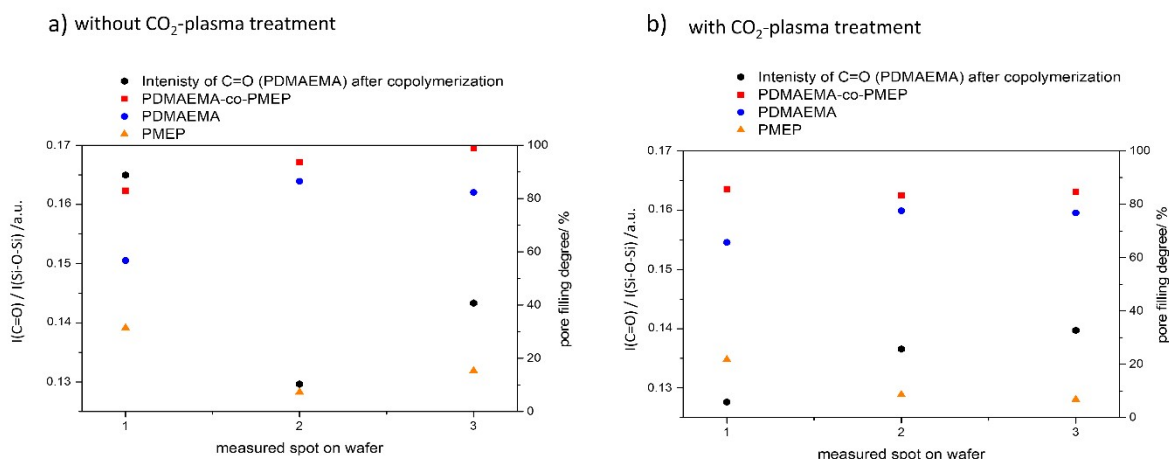 a) without CO₂-plasma treatment
Intenisty of C=O (PDMAEMA) after copolymerization
PDMAEMA-co-PMEP
PDMAEMA
PMEP
0.17
0.16
0.15
0.14
0.13
I(C=O) / I(Si-O-Si) /a.u.
100
80
60
40
20
0
pore filling degree/ %
1
2
3
measured spot on wafer
b) with CO₂-plasma treatment
Intenisty of C=O (PDMAEMA) after copolymerization
PDMAEMA-co-PMEP
PDMAEMA
PMEP
0.17
0.16
0.15
0.14
0.13
I(C=O) / I(Si-O-Si) /a.u.
100
80
60
40
20
0
pore filling degree/ %
1
2
3
measured spot on wafer